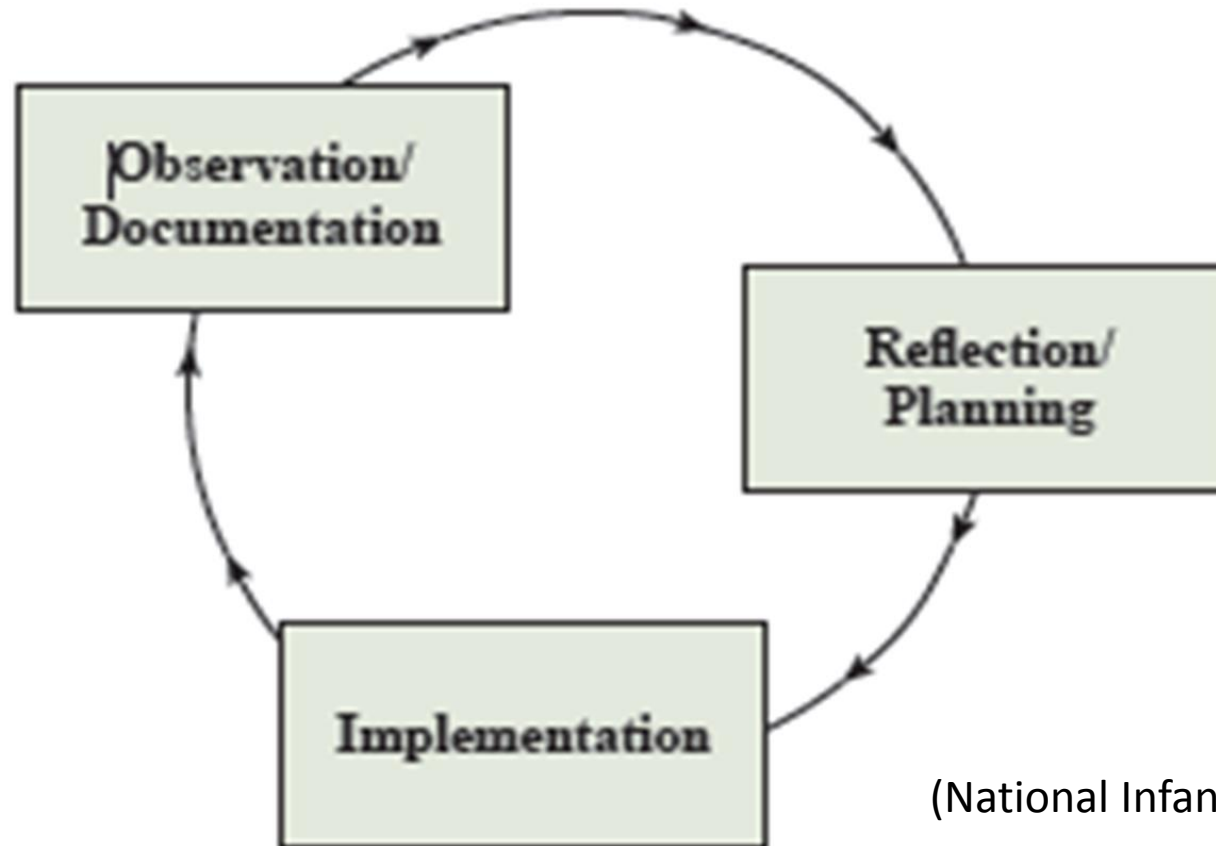 Observation/
Documentation
Reflection/
Planning
Implementation
(National Infan